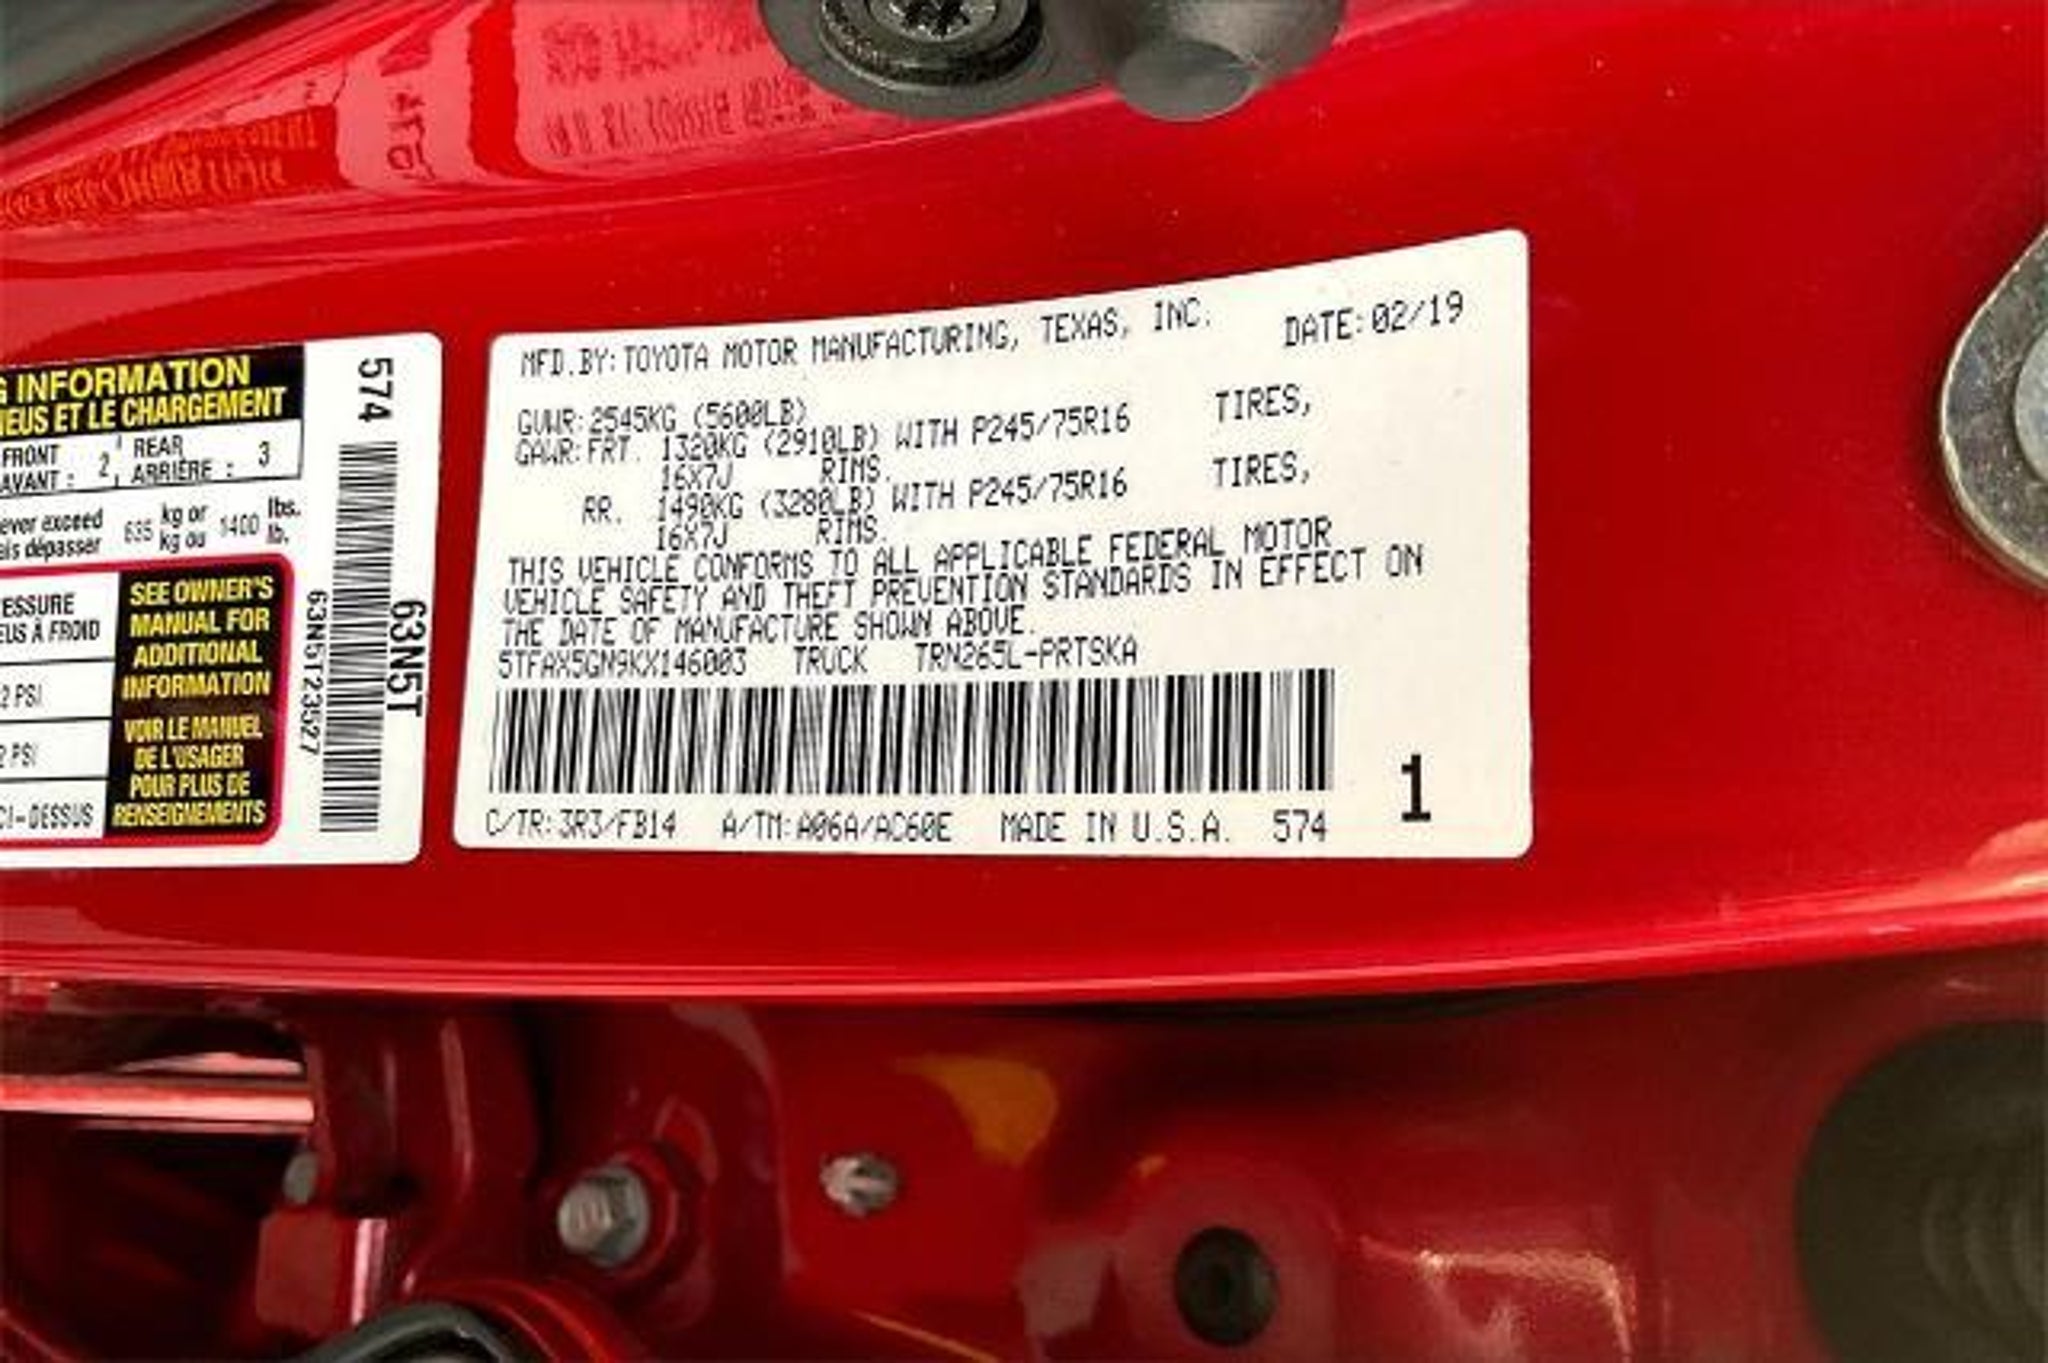 G INFORMATION
NEUS ET LE CHARGEMENT
FRONT
AVANT : 2
REAR
ARRIÈRE : 3
ever exceed
ais dépasser
635 kg or
kg ou 1400 lbs.
lb.
ESSURE
EUS À FROID
2 PSI
2 PSI
CI-DESSUS
SEE OWNER'S
MANUAL FOR
ADDITIONAL
INFORMATION
VOIR LE MANUEL
DE L'USAGER
POUR PLUS DE
RENSEIGNEMENTS
574
63N5T23527
63N5T
MFD.BY:TOYOTA MOTOR MANUFACTURING, TEXAS, INC. DATE:02/19
GVWR:2545KG (5600LB)
GAWR:FRT. 1320KG (2910LB) WITH P245/75R16 TIRES,
16X7J RIMS.
RR. 1490KG (3280LB) WITH P245/75R16 TIRES,
16X7J RIMS.
THIS VEHICLE CONFORMS TO ALL APPLICABLE FEDERAL MOTOR
VEHICLE SAFETY AND THEFT PREVENTION STANDARDS IN EFFECT ON
THE DATE OF MANUFACTURE SHOWN ABOVE.
5TFAX5GN9KX146003 TRUCK TRN265L-PRTSKA
C/TR:3R3/FB14 A/TM:A06A/AC60E MADE IN U.S.A. 574
1